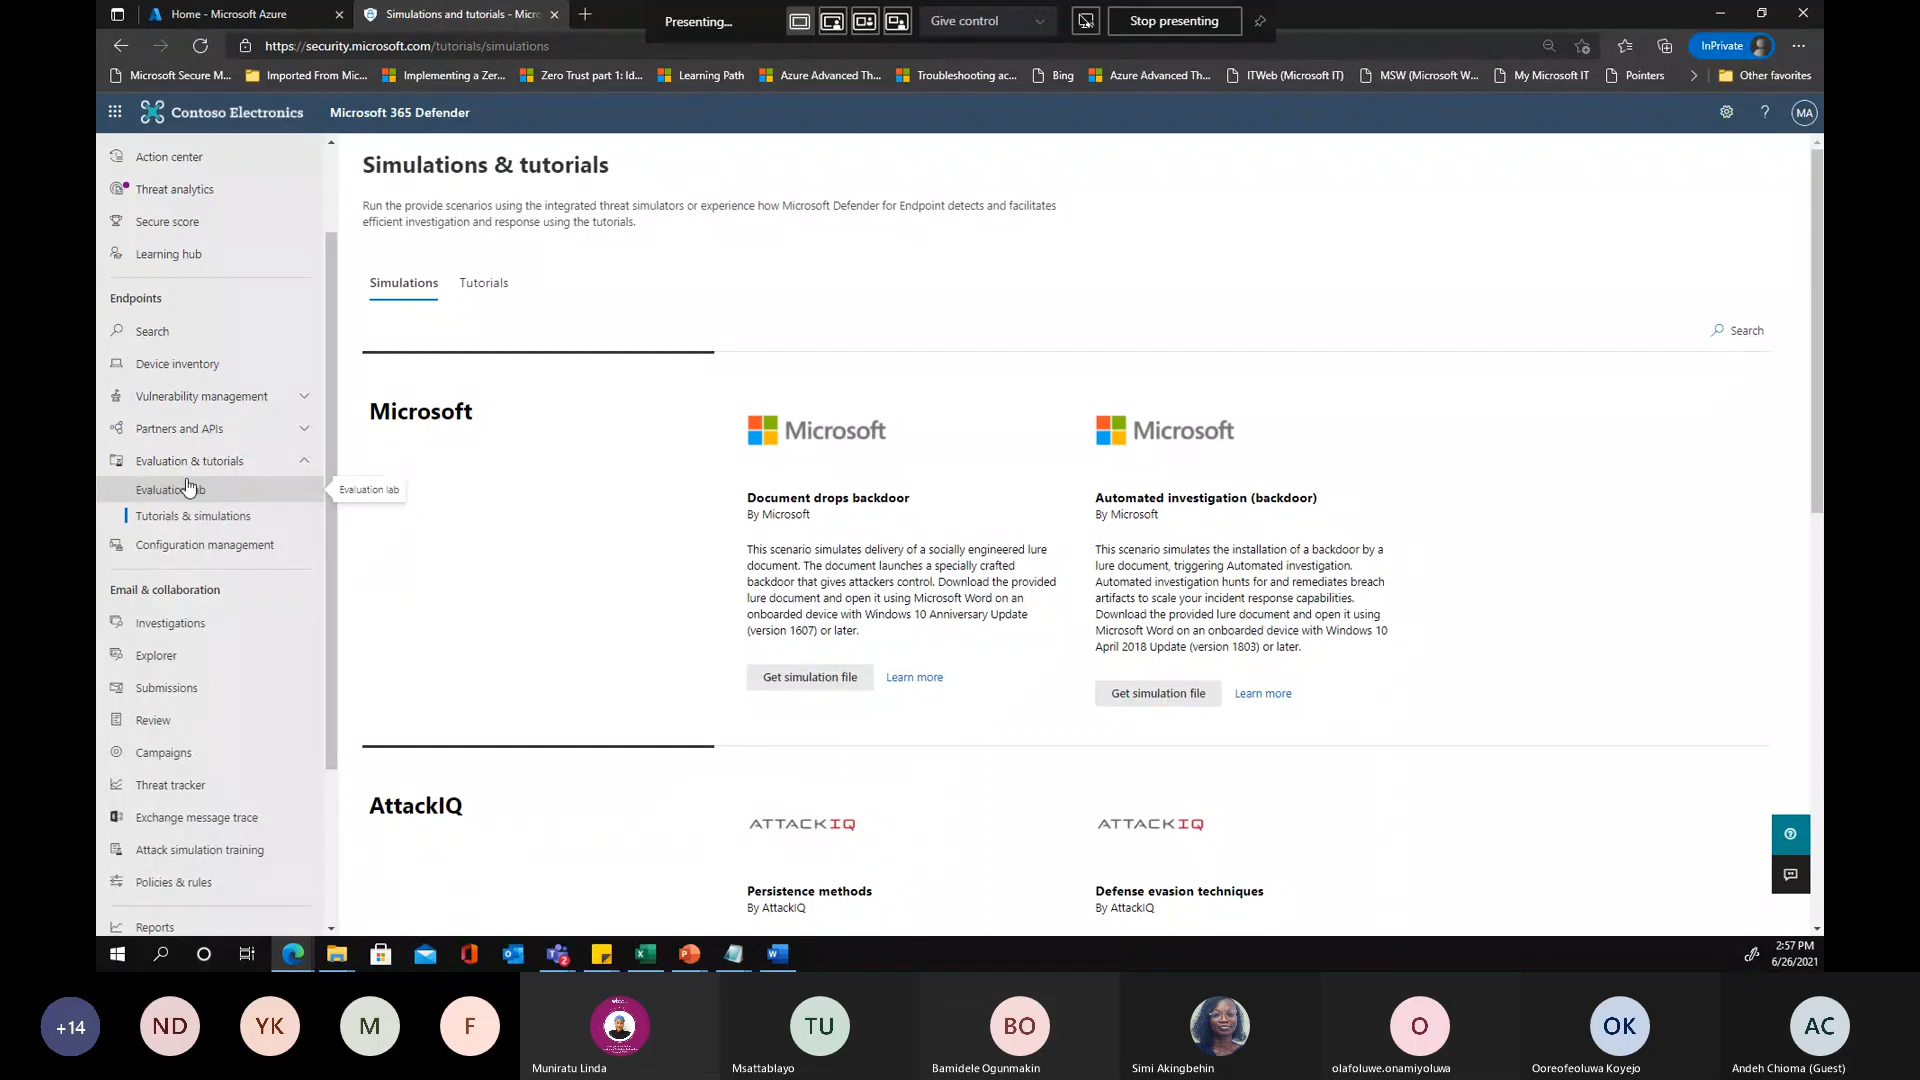 Home - Microsoft Azure
Simulations and tutorials - Micro
Presenting...
Give control
Stop presenting
https://security.microsoft.com/tutorials/simulations
InPrivate
Microsoft Secure M...
Imported From Mic...
Implementing a Zer...
Zero Trust part 1: Id...
Learning Path
Azure Advanced Th...
Troubleshooting ac...
Bing
Azure Advanced Th...
ITWeb (Microsoft IT)
MSW (Microsoft W...
My Microsoft IT
Pointers
Other favorites
Contoso Electronics
Microsoft 365 Defender
?
MA
Action center
Threat analytics
Secure score
Learning hub
Endpoints
Search
Device inventory
Vulnerability management
Partners and APIs
Evaluation & tutorials
Evaluation lab
Evaluation lab
Tutorials & simulations
Configuration management
Email & collaboration
Investigations
Explorer
Submissions
Review
Campaigns
Threat tracker
Exchange message trace
Attack simulation training
Policies & rules
Reports
Simulations & tutorials
Run the provide scenarios using the integrated threat simulators or experience how Microsoft Defender for Endpoint detects and facilitates
efficient investigation and response using the tutorials.
Simulations
Tutorials
Search
Microsoft
Microsoft
Document drops backdoor
By Microsoft
This scenario simulates delivery of a socially engineered lure
document. The document launches a specially crafted
backdoor that gives attackers control. Download the provided
lure document and open it using Microsoft Word on an
onboarded device with Windows 10 Anniversary Update
(version 1607) or later.
Get simulation file
Learn more
Microsoft
Automated investigation (backdoor)
By Microsoft
This scenario simulates the installation of a backdoor by a
lure document, triggering Automated investigation.
Automated investigation hunts for and remediates breach
artifacts to scale your incident response capabilities.
Download the provided lure document and open it using
Microsoft Word on an onboarded device with Windows 10
April 2018 Update (version 1803) or later.
Get simulation file
Learn more
AttackIQ
ATTACKIQ
Persistence methods
By AttackIQ
ATTACKIQ
Defense evasion techniques
By AttackIQ
2:57 PM
6/26/2021
+14
ND
YK
M
F
Muniratu Linda
TU
Msattablayo
BO
Bamidele Ogunmakin
Simi Akingbehin
O
olafoluwe.onamiyoluwa
OK
Ooreofeoluwa Koyejo
AC
Andeh Chioma (Guest)